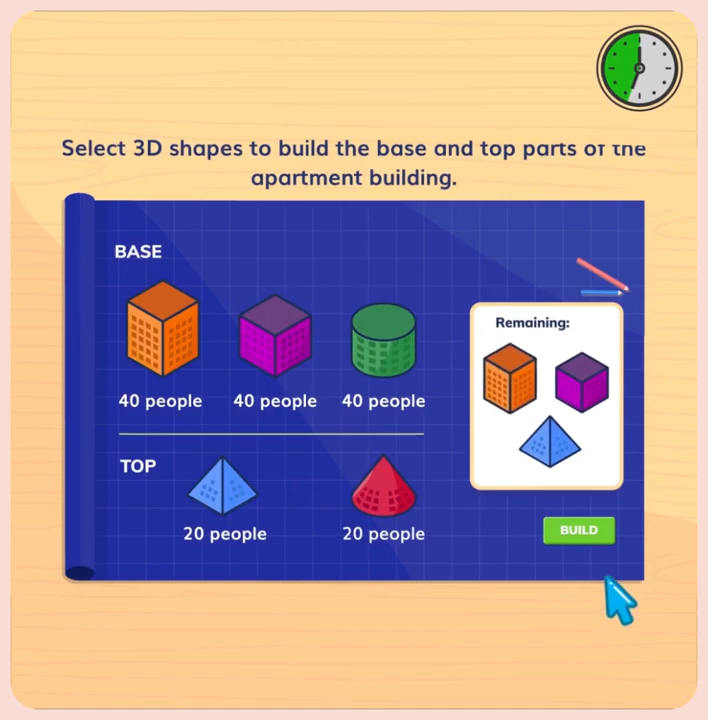 Select 3D shapes to build the base and top parts of the
apartment building.
BASE
Remaining:
40 people 40 people 40 people
TOP
20 people 20 people
BUILD